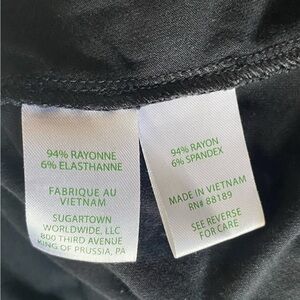 94% RAYONNE
6% ELASTHANNE
FABRIQUE AU
VIETNAM
SUGARTOWN
WORLDWIDE, LLC
800 THIRD AVENUE
KING OF PRUSSIA, PA
94% RAYON
6% SPANDEX
MADE IN VIETNAM
RN# 88189
SEE REVERSE
FOR CARE